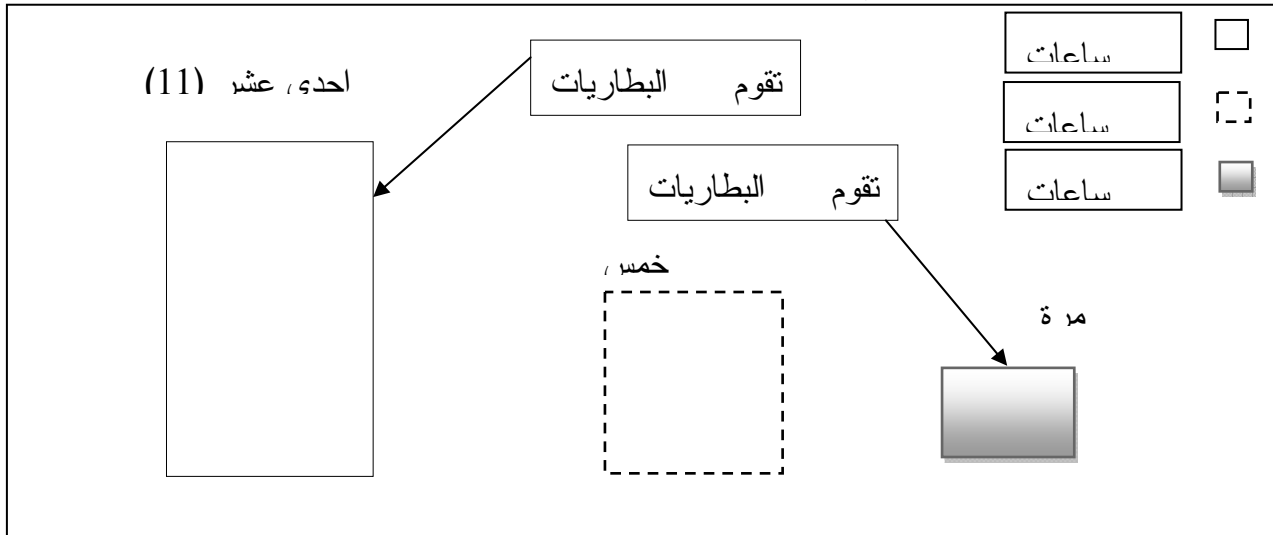 ساعات
ساعات
ساعات
تقوم البطاريات
احدى عشر (11)
تقوم البطاريات
خمس
مرة